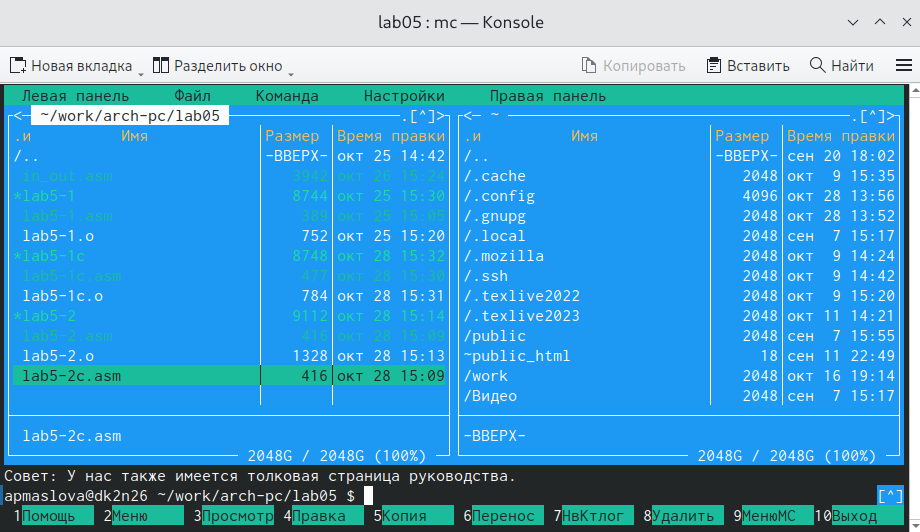 lab05 : mc — Konsole
Новая вкладка Разделить окно Копировать Вставить Найти
Левая панель Файл Команда Настройки Правая панель
<─ ~/work/arch-pc/lab05 .[^]> <─ ~ .[^]>
.и Имя Размер Время правки .и Имя Размер Время правки
/.. -ВВЕРХ- окт 25 14:42 /.. -ВВЕРХ- сен 20 18:02
in_out.asm 3942 окт 25 15:24 /.cache 2048 окт 9 15:35
*lab5-1 8744 окт 25 15:30 /.config 4096 окт 28 13:56
lab5-1.asm 389 окт 25 15:05 /.gnupg 2048 окт 28 13:52
lab5-1.o 752 окт 25 15:20 /.local 2048 сен 7 15:17
*lab5-1c 8748 окт 28 15:32 /.mozilla 2048 окт 9 14:24
lab5-1c.asm 477 окт 28 15:30 /.ssh 2048 окт 9 14:42
lab5-1c.o 784 окт 28 15:31 /.texlive2022 2048 окт 9 15:20
*lab5-2 9112 окт 28 15:14 /.texlive2023 2048 окт 11 14:21
lab5-2.asm 416 окт 28 15:09 /public 2048 сен 7 15:55
lab5-2.o 1328 окт 28 15:13 ~public_html 18 сен 11 22:49
lab5-2c.asm 416 окт 28 15:09 /work 2048 окт 16 19:14
/Видео 2048 сен 7 15:17
lab5-2c.asm -ВВЕРХ-
2048G / 2048G (100%) 2048G / 2048G (100%)
Совет: У нас также имеется толковая страница руководства.
apmaslova@dk2n26 ~/work/arch-pc/lab05 $ [^]
1Помощь 2Меню 3Просмотр 4Правка 5Копия 6Перенос 7НвКтлог 8Удалить 9МенюMC 10Выход